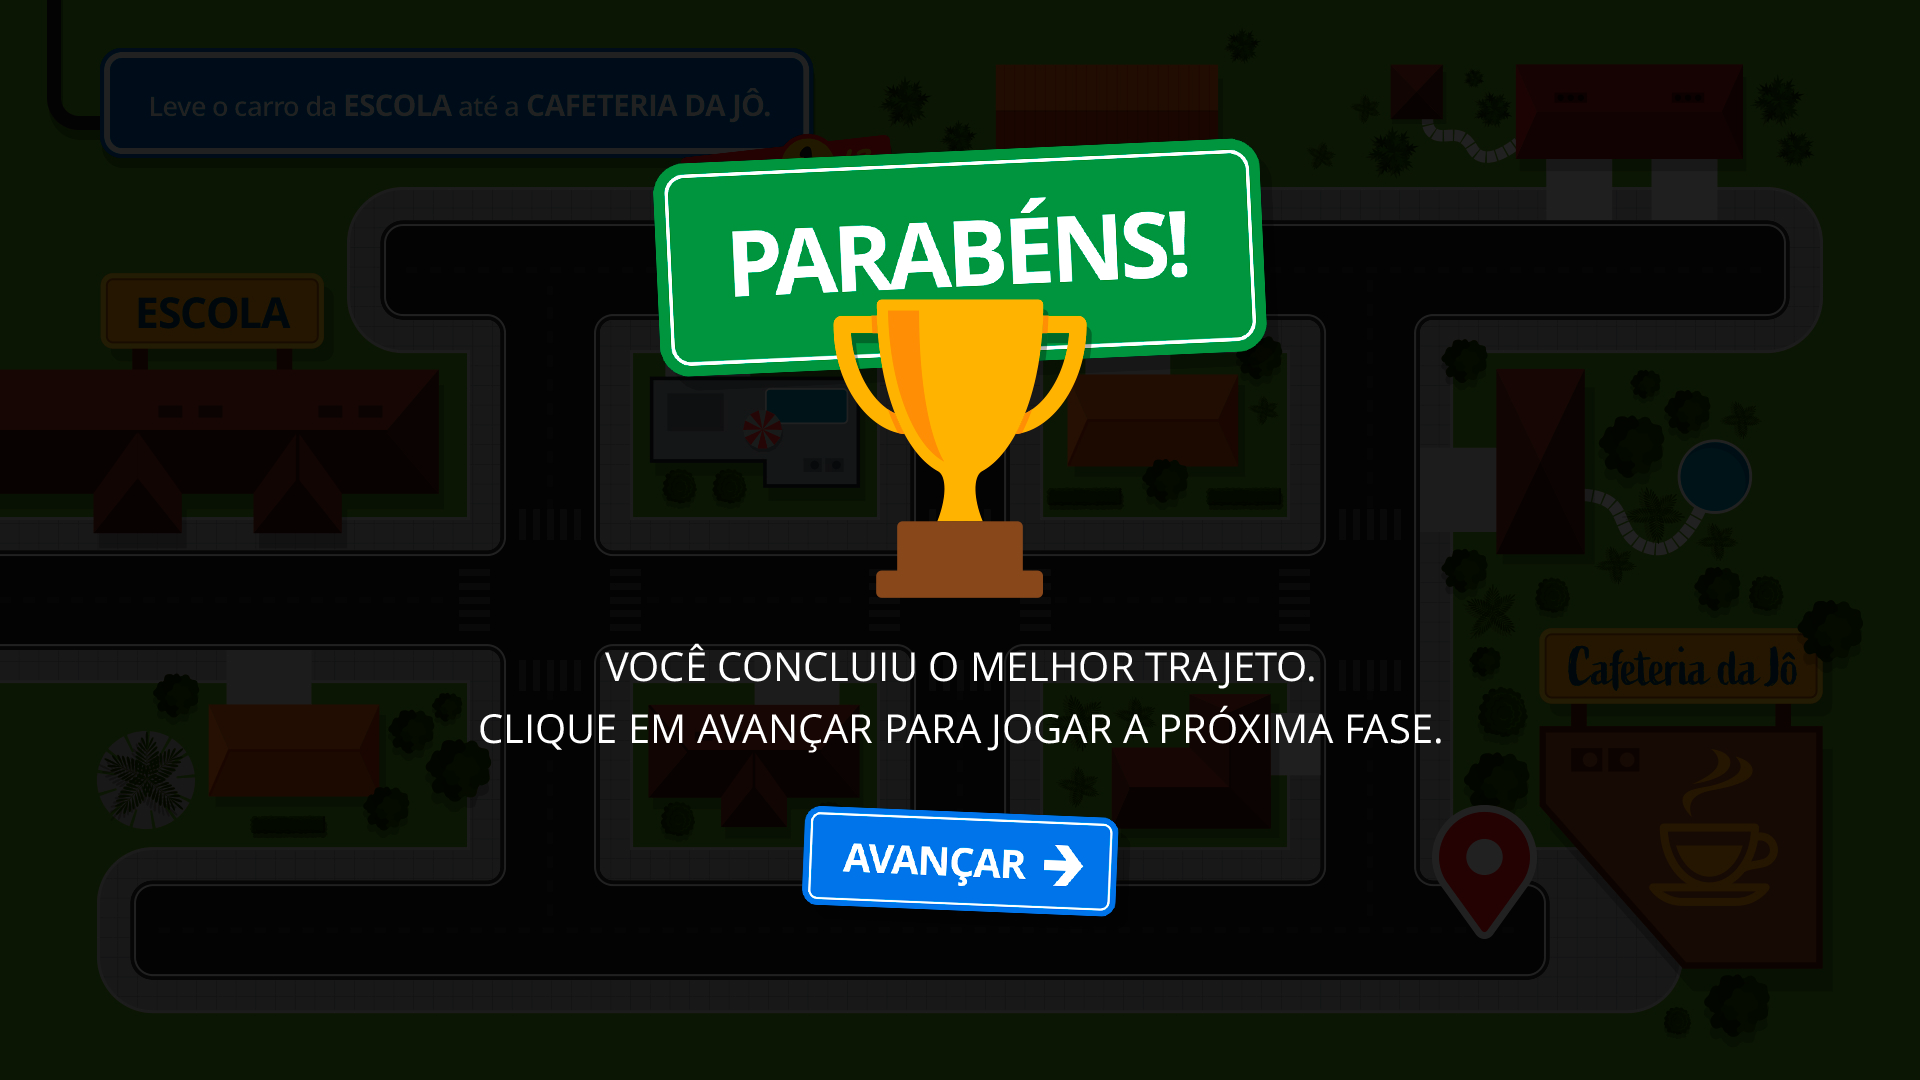 Leve o carro da ESCOLA até a CAFETERIA DA JÔ.
PARABÉNS!
ESCOLA
VOCÊ CONCLUIU O MELHOR TRAJETO.
Cafeteria da Jô
CLIQUE EM AVANÇAR PARA JOGAR A PRÓXIMA FASE.
AVANÇAR